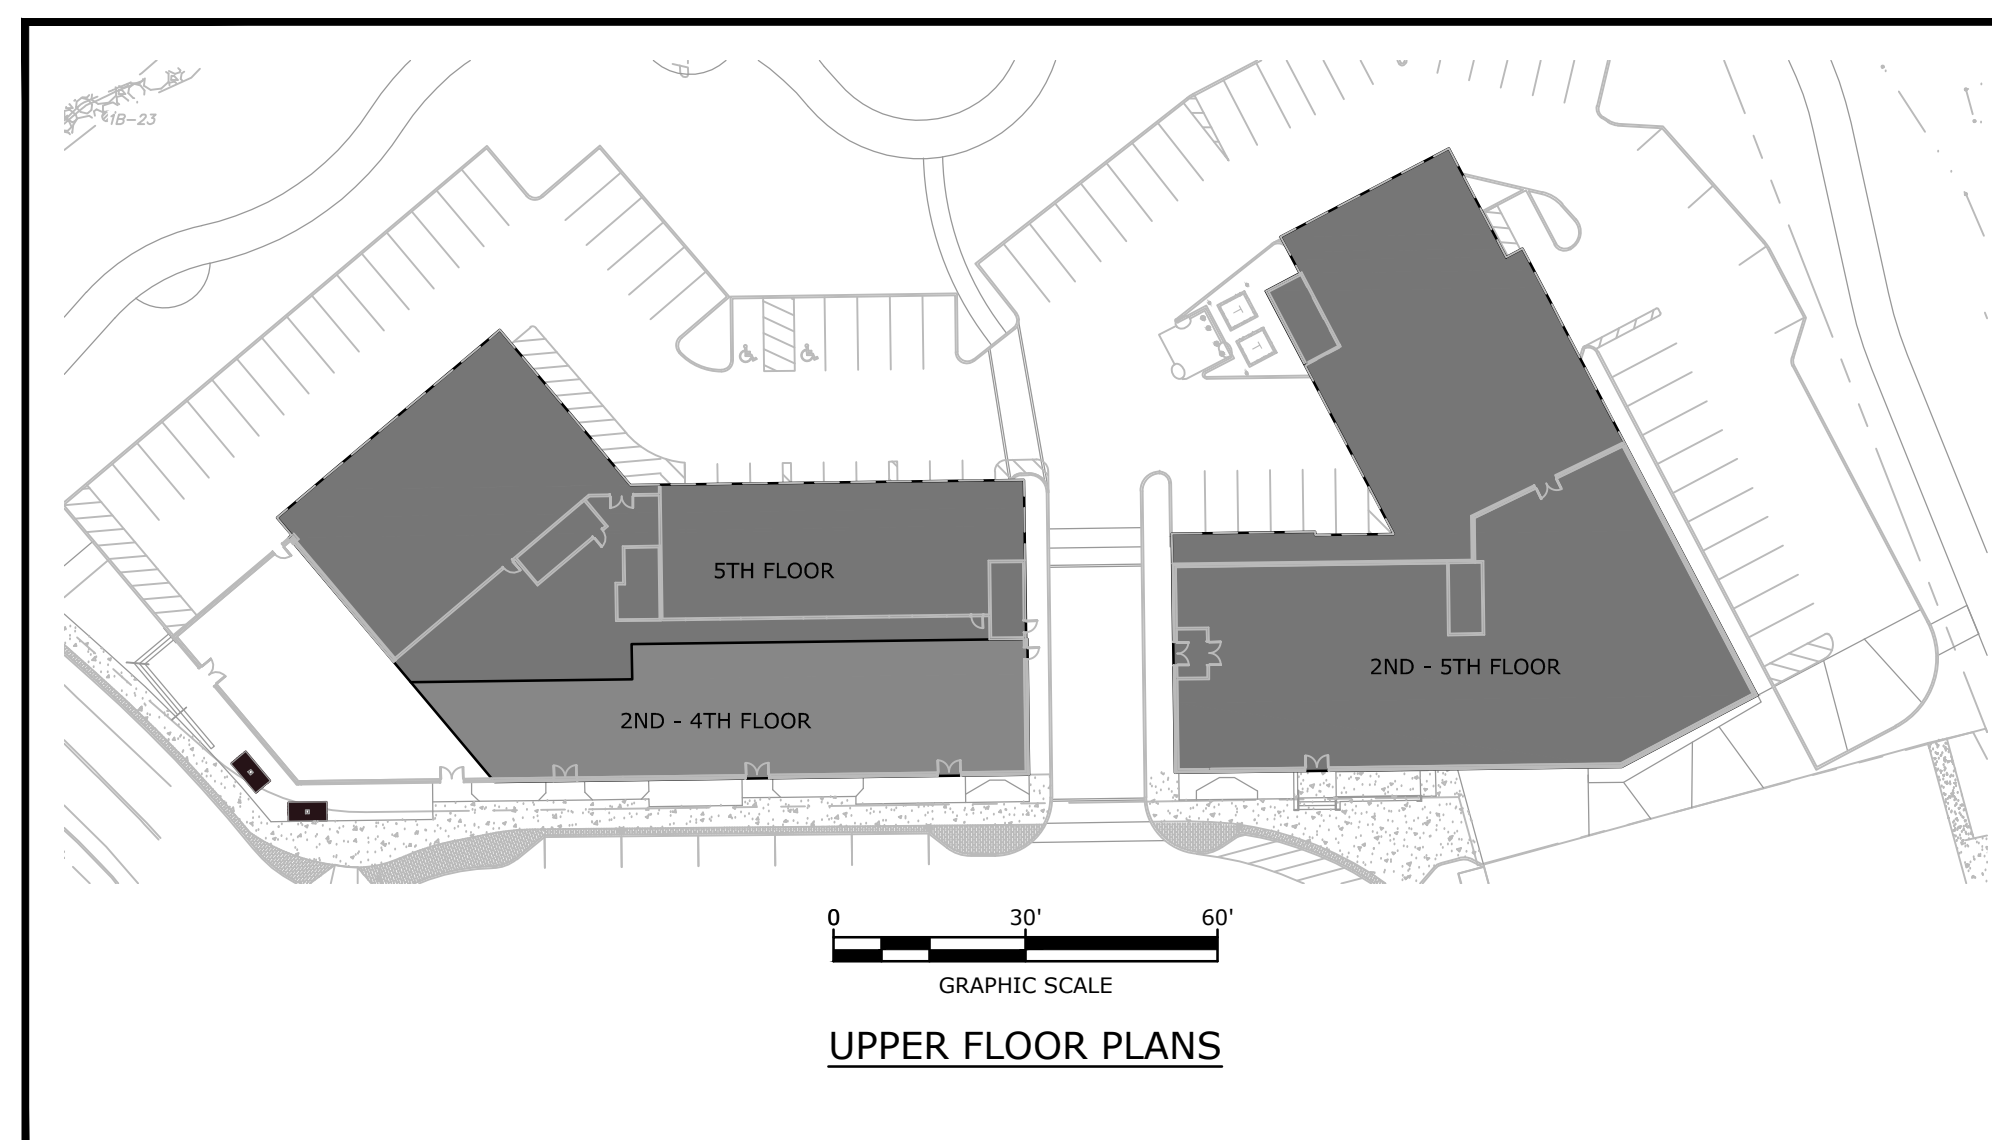 1B-23
5TH FLOOR
2ND - 4TH FLOOR
2ND - 5TH FLOOR
0 30' 60'
GRAPHIC SCALE
UPPER FLOOR PLANS